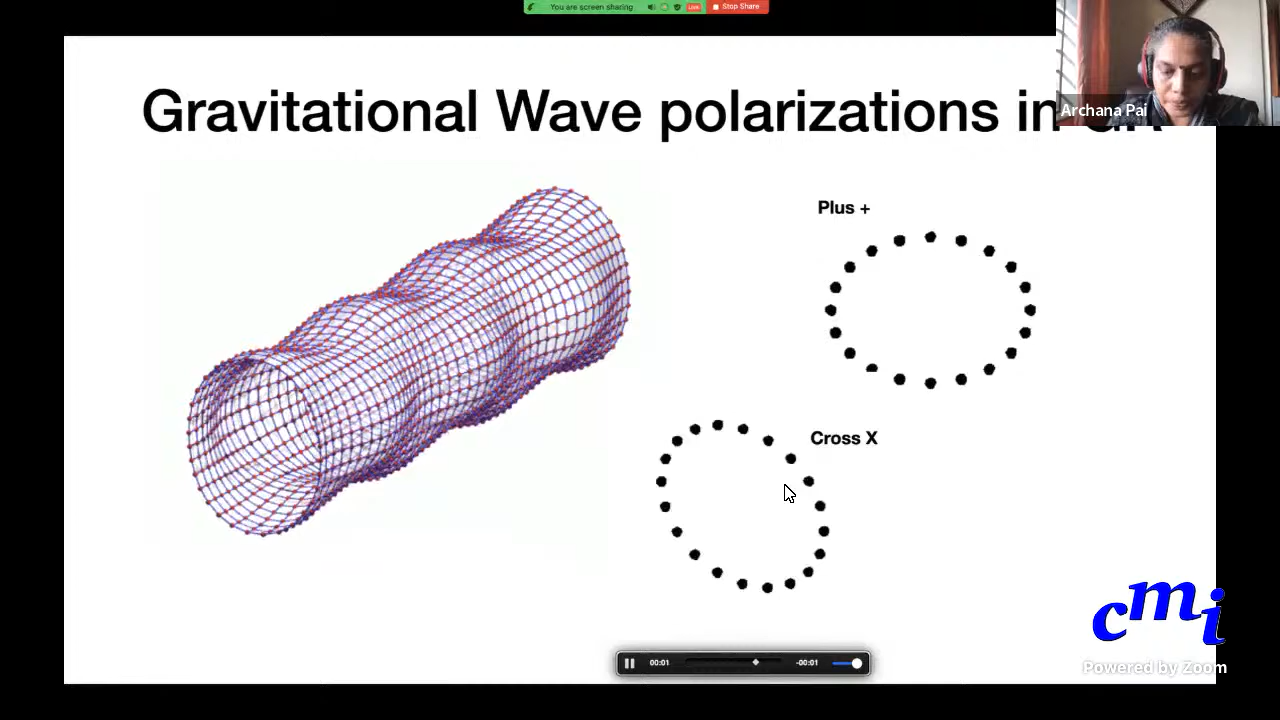 You are screen sharing Live Stop Share
Gravitational Wave polarizations in
Archana Pai
Plus +
Cross X
cmi
00:01 -00:01
Powered by Zoom